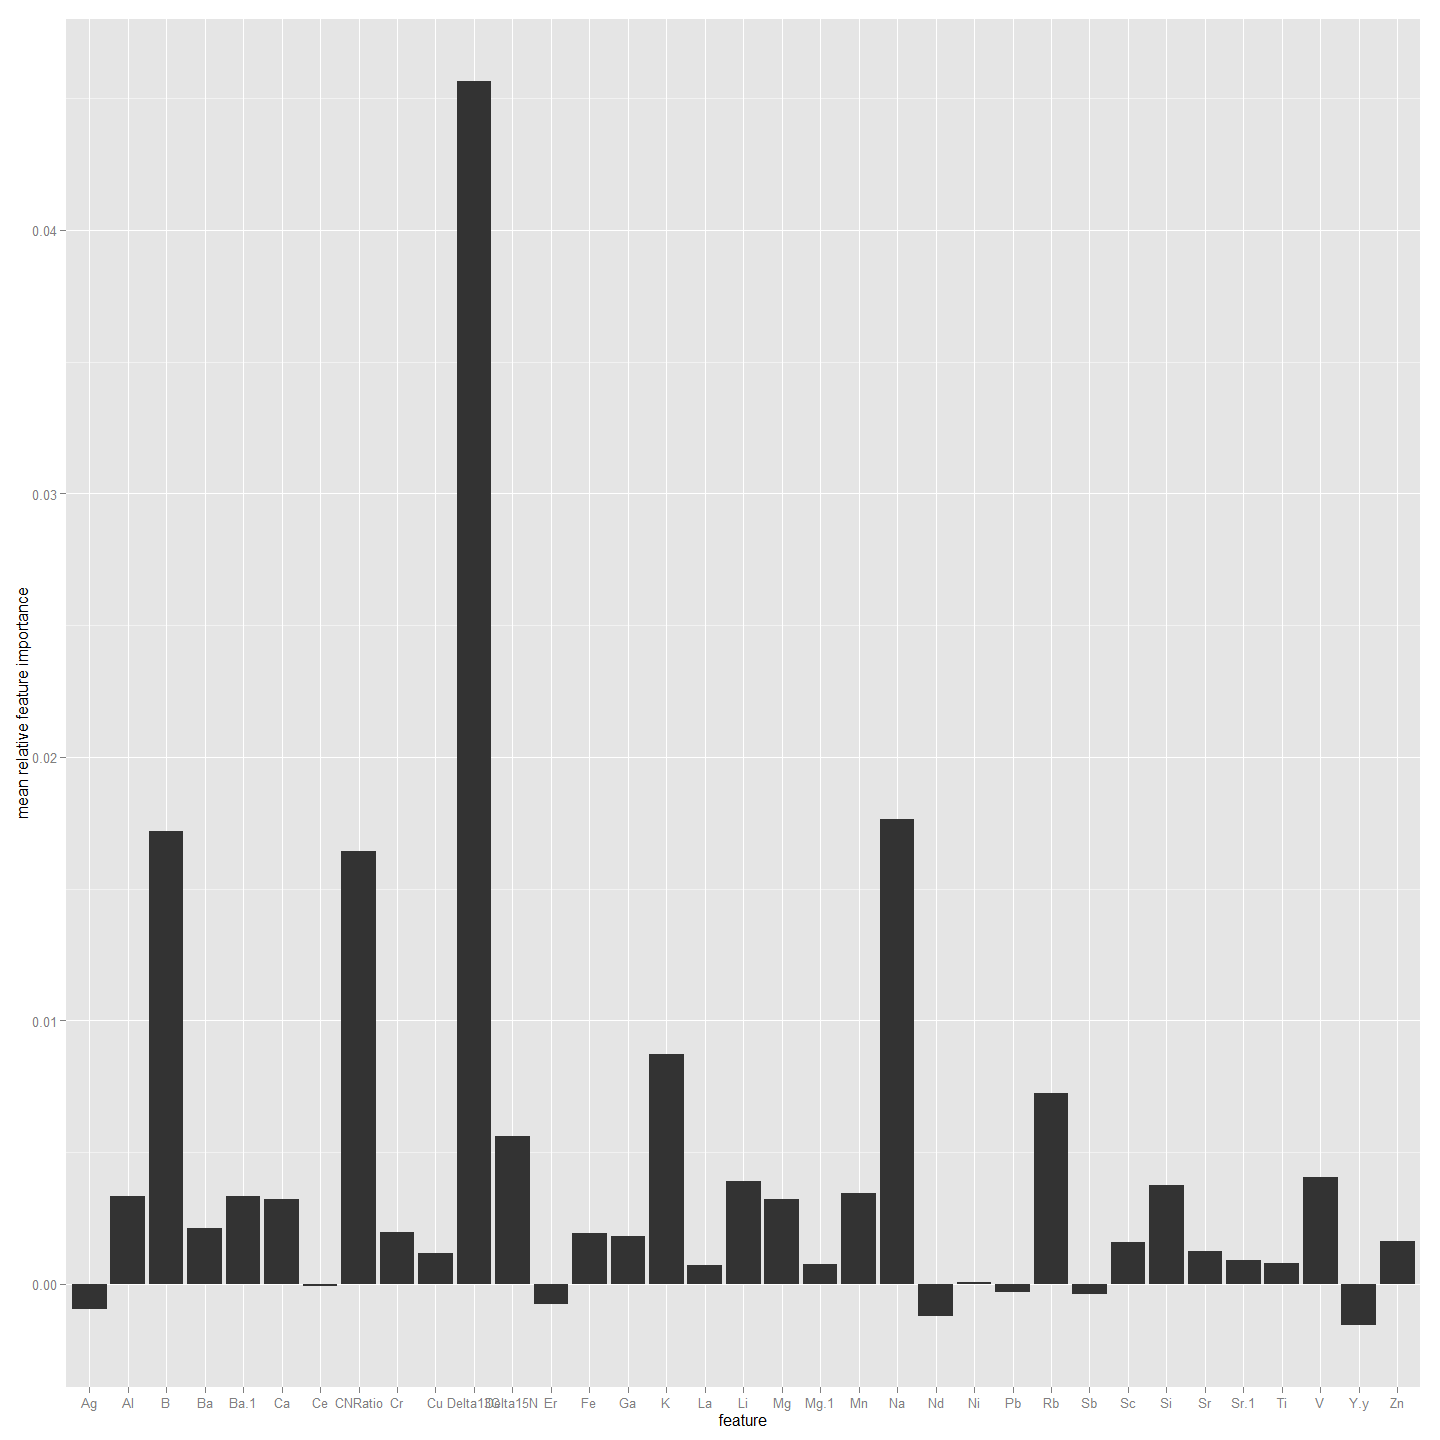 mean relative feature importance
0.04
0.03
0.02
0.01
0.00
Ag Al B Ba Ba.1 Ca Ce CNRatio Cr Cu Delta13C Delta15N Er Fe Ga K La Li Mg Mg.1 Mn Na Nd Ni Pb Rb Sb Sc Si Sr Sr.1 Ti V Y.y Zn
feature